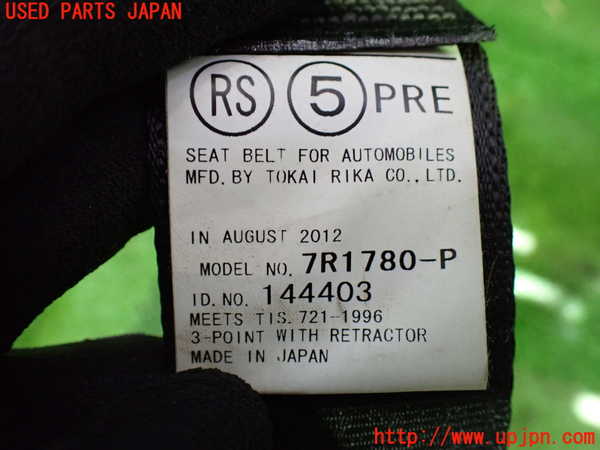 USED PARTS JAPAN
RS 5 PRE
SEAT BELT FOR AUTOMOBILES
MFD. BY TOKAI RIKA CO., LTD.
IN AUGUST 2012
MODEL NO. 7R1780-P
ID. NO. 144403
MEETS TIS. 721-1996
3-POINT WITH RETRACTOR
MADE IN JAPAN
http://www.upjpn.com/